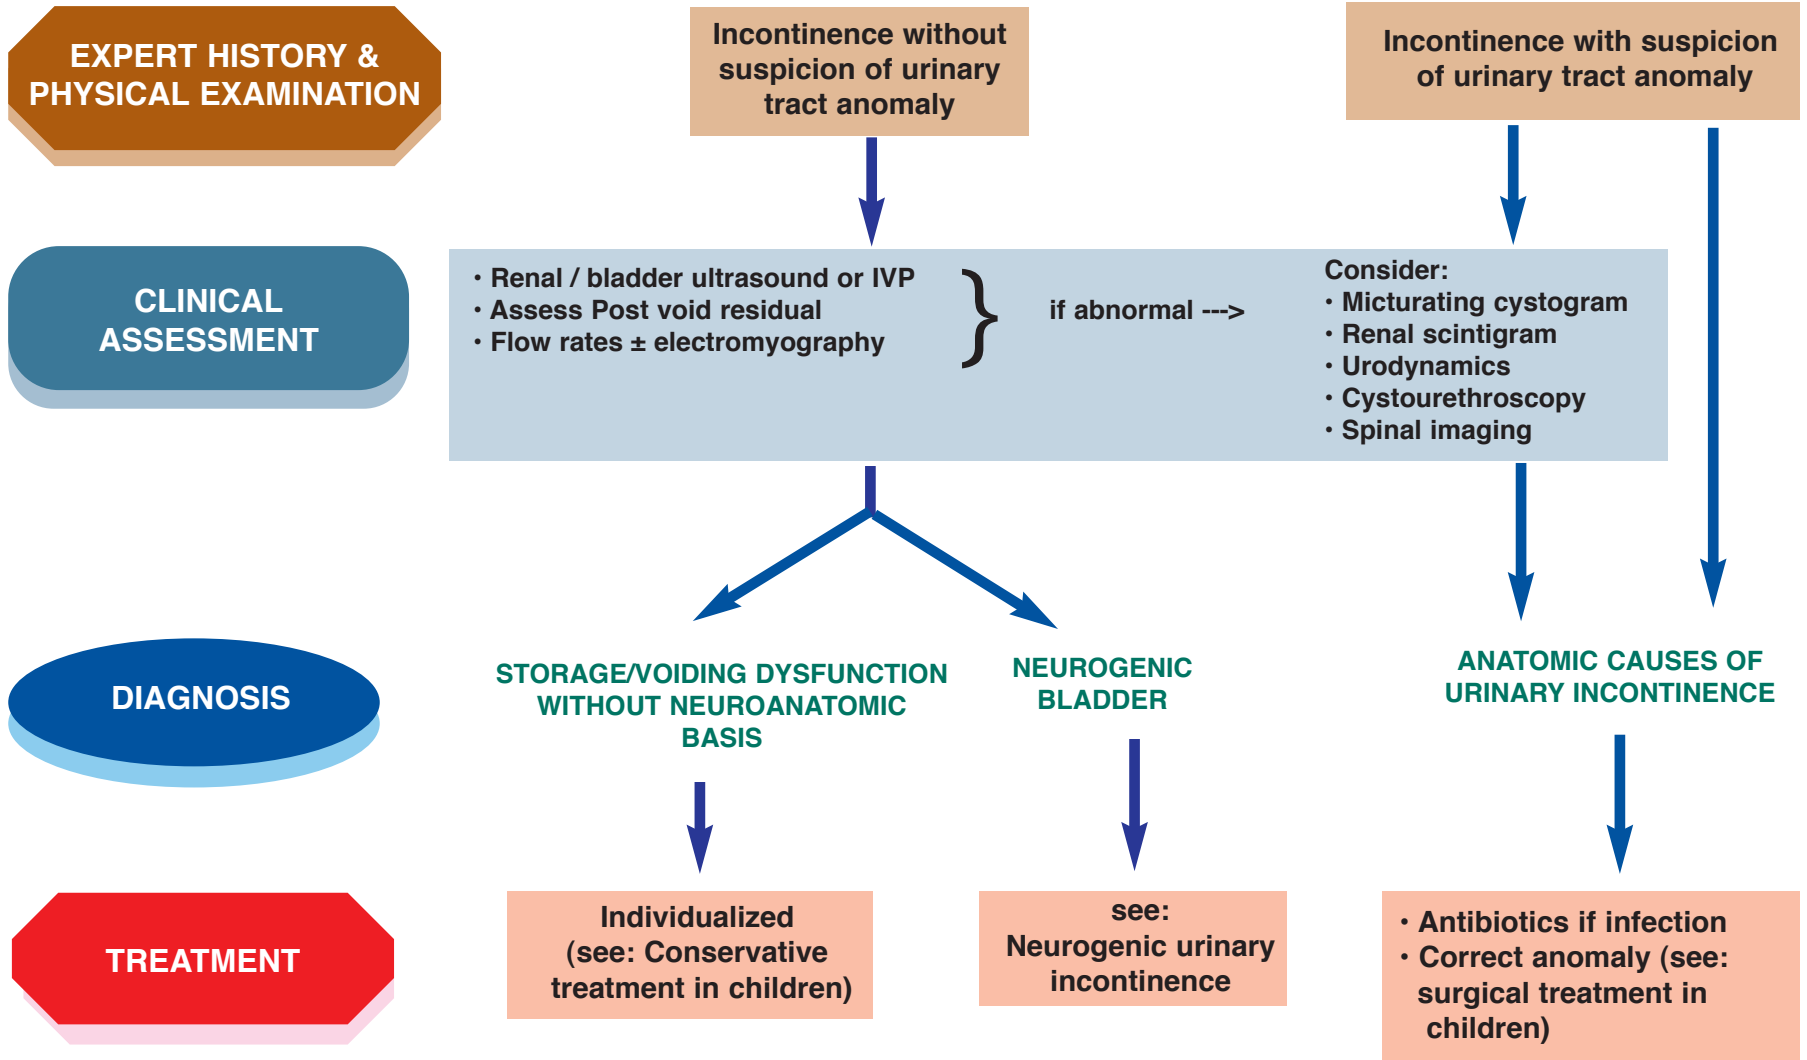 EXPERT HISTORY &
PHYSICAL EXAMINATION
Incontinence without
suspicion of urinary
tract anomaly
Incontinence with suspicion
of urinary tract anomaly
CLINICAL
ASSESSMENT
· Renal / bladder ultrasound or IVP
· Assess Post void residual
· Flow rates ± electromyography
}
if abnormal --->
Consider:
· Micturating cystogram
· Renal scintigram
· Urodynamics
· Cystourethroscopy
· Spinal imaging
DIAGNOSIS
STORAGE/VOIDING DYSFUNCTION
WITHOUT NEUROANATOMIC
BASIS
NEUROGENIC
BLADDER
ANATOMIC CAUSES OF
URINARY INCONTINENCE
TREATMENT
Individualized
(see: Conservative
treatment in children)
see:
Neurogenic urinary
incontinence
· Antibiotics if infection
· Correct anomaly (see:
surgical treatment in
children)